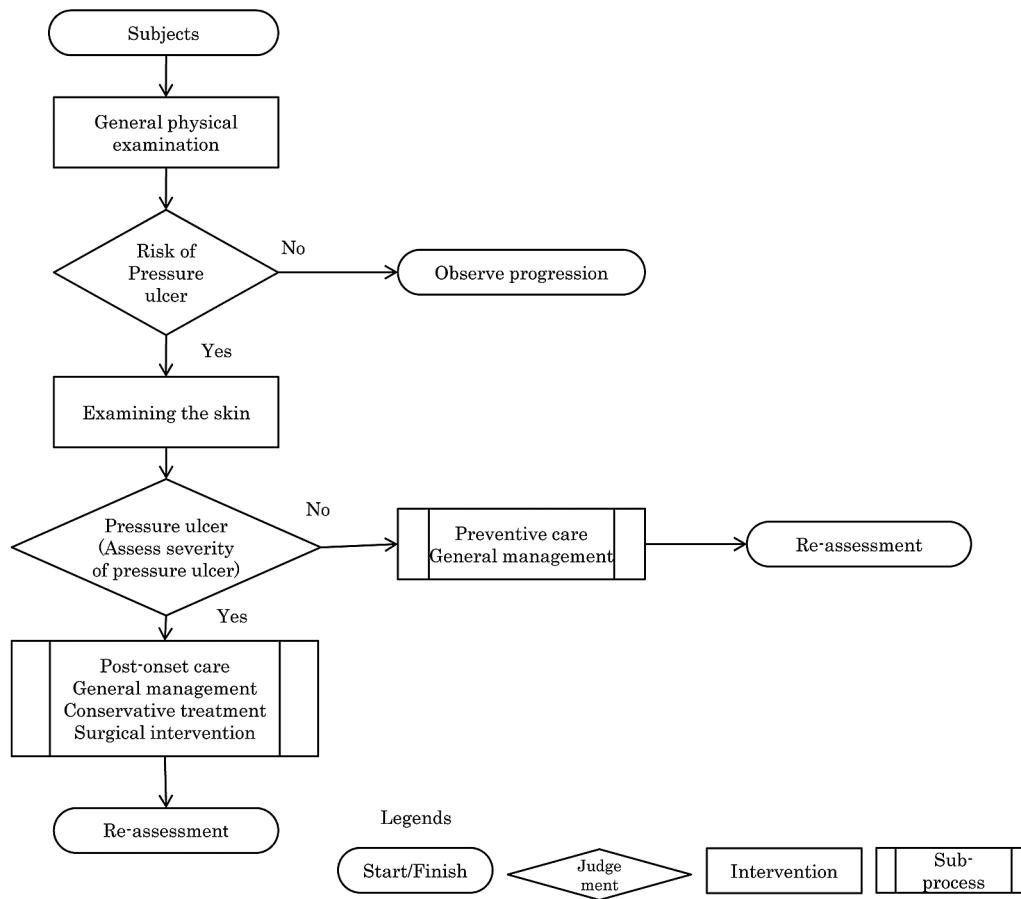 Subjects
General physical
examination
Risk of
Pressure
ulcer
No
Observe progression
Yes
Examining the skin
Pressure ulcer
(Assess severity
of pressure ulcer)
No
Preventive care
General management
Re-assessment
Yes
Post-onset care
General management
Conservative treatment
Surgical intervention
Re-assessment
Legends
Start/Finish
Judge
ment
Intervention
Sub-
process